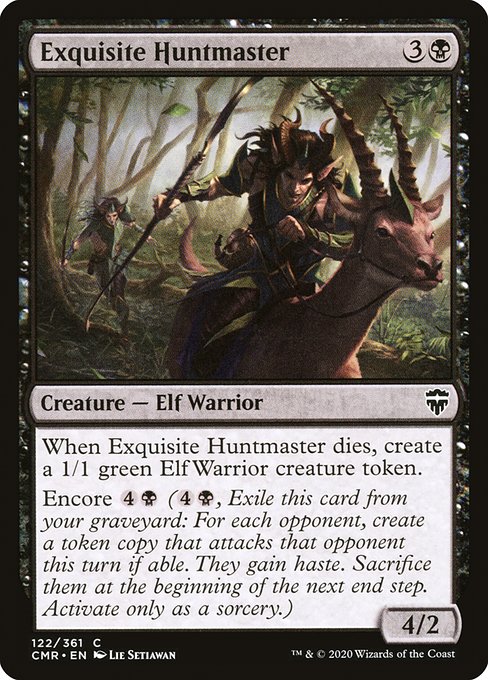 Exquisite Huntmaster 3
Creature — Elf Warrior
When Exquisite Huntmaster dies, create
a 1/1 green Elf Warrior creature token.
Encore 4 (4, Exile this card from
your graveyard: For each opponent, create
a token copy that attacks that opponent
this turn if able. They gain haste. Sacrifice
them at the beginning of the next end step.
Activate only as a sorcery.)
4/2
122/361 C
CMR • EN Lie Setiawan
™ & © 2020 Wizards of the Coast